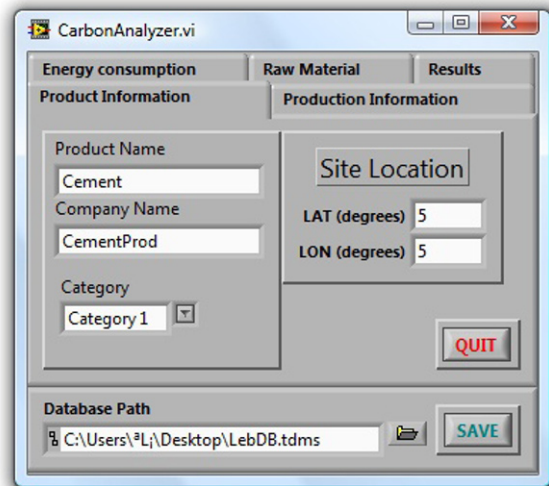 CarbonAnalyzer.vi
Energy consumption Raw Material Results
Product Information Production Information
Product Name
Cement
Company Name
CementProd
Category
Category 1
Site Location
LAT (degrees) 5
LON (degrees) 5
QUIT
Database Path
C:\Users\ªL¡\Desktop\LebDB.tdms
SAVE